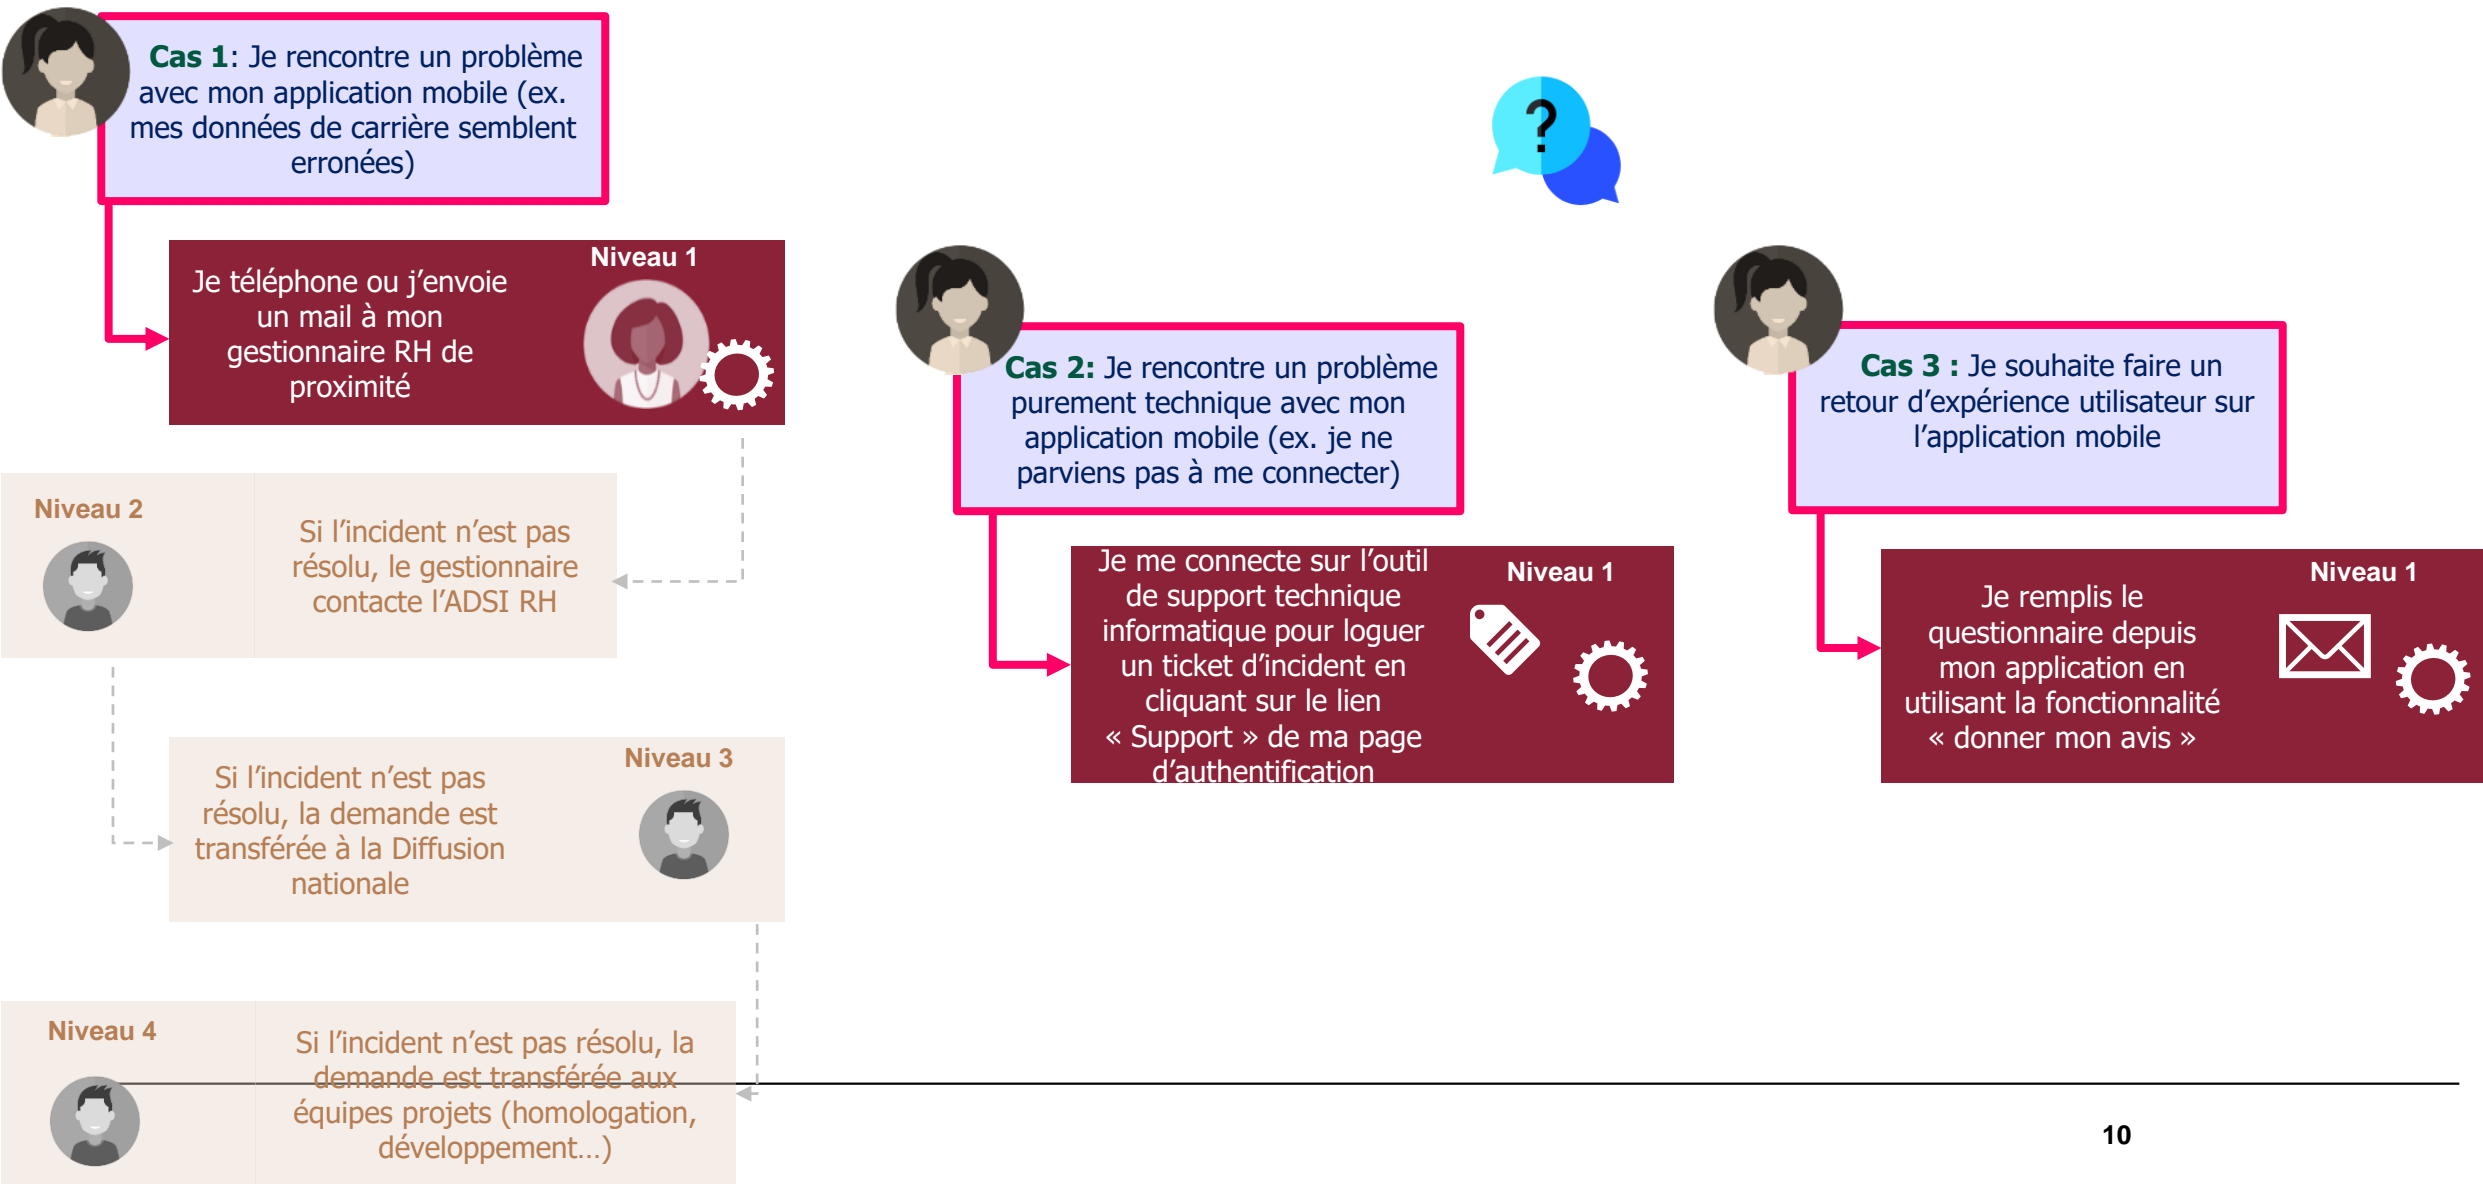 Cas 1: Je rencontre un problème
avec mon application mobile (ex.
mes données de carrière semblent
erronées)
Niveau 1
Je téléphone ou j’envoie
un mail à mon
gestionnaire RH de
proximité
Niveau 2
Si l’incident n’est pas
résolu, le gestionnaire
contacte l’ADSI RH
Niveau 3
Si l’incident n’est pas
résolu, la demande est
transférée à la Diffusion
nationale
Niveau 4
Si l’incident n’est pas résolu, la
demande est transférée aux
équipes projets (homologation,
développement…)
Cas 2: Je rencontre un problème
purement technique avec mon
application mobile (ex. je ne
parviens pas à me connecter)
Je me connecte sur l’outil
de support technique
informatique pour loguer
un ticket d’incident en
cliquant sur le lien
« Support » de ma page
d’authentification
Niveau 1
Cas 3 : Je souhaite faire un
retour d’expérience utilisateur sur
l’application mobile
Niveau 1
Je remplis le
questionnaire depuis
mon application en
utilisant la fonctionnalité
« donner mon avis »
?
10